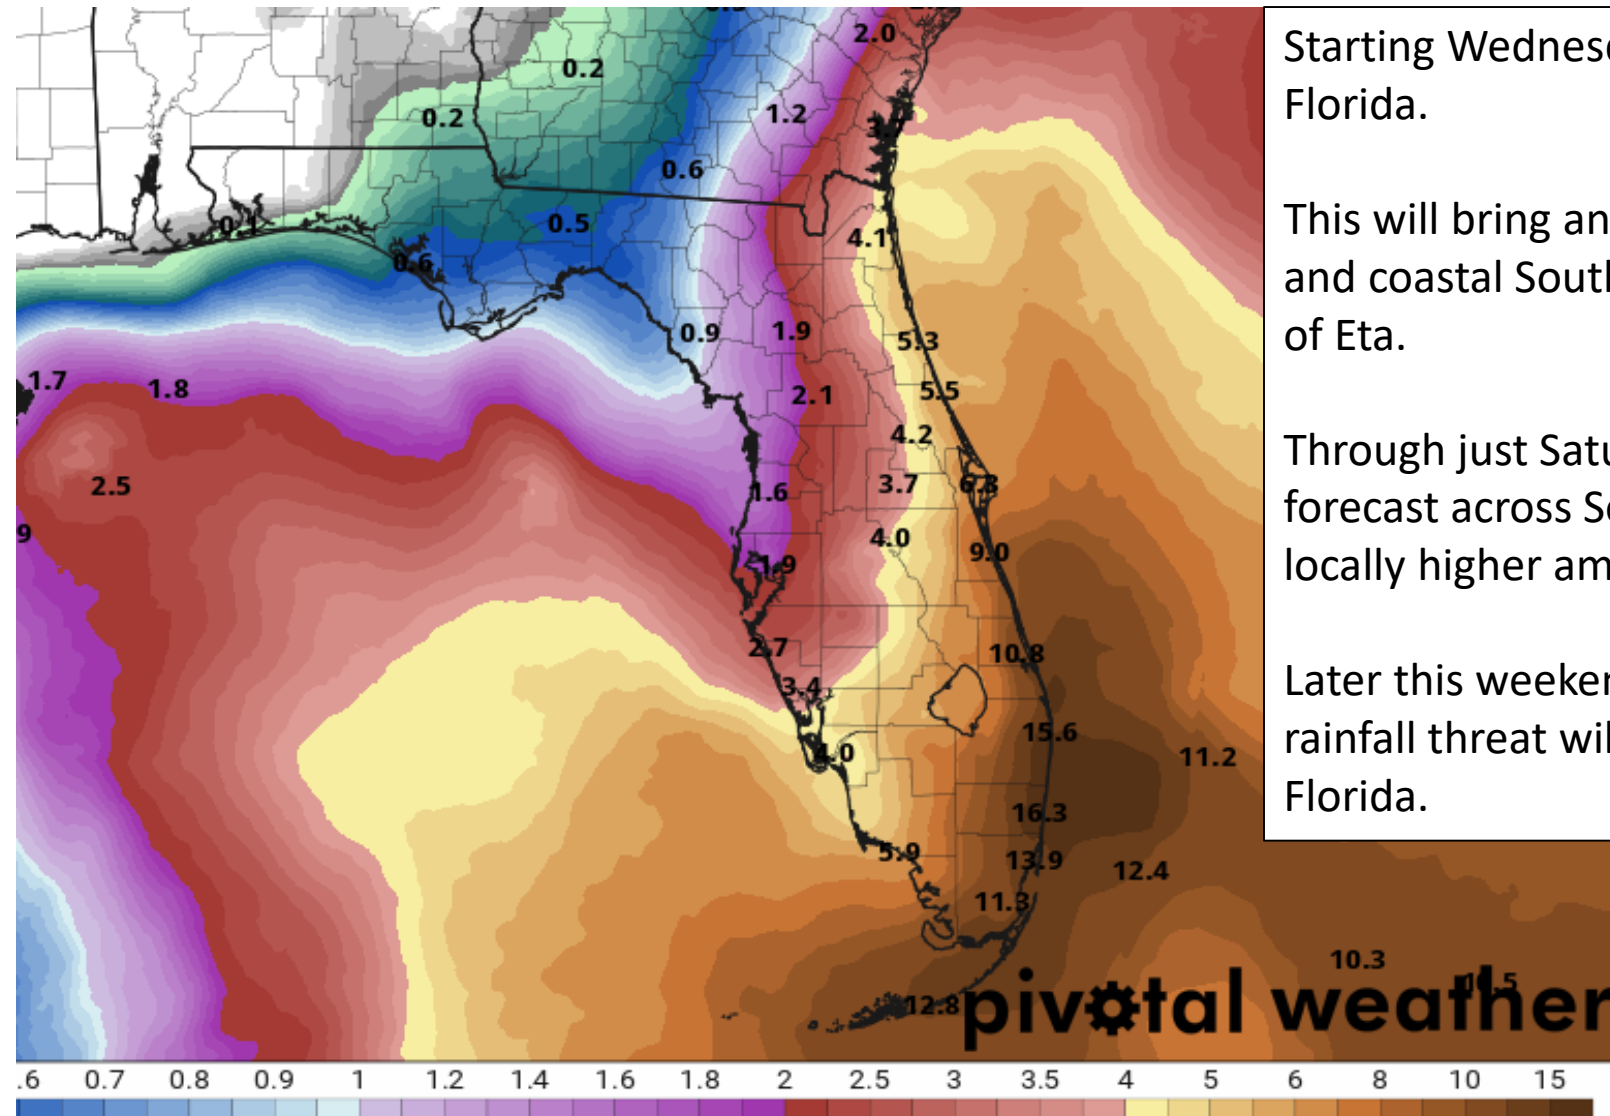 Starting Wednes
Florida.
This will bring an
and coastal Sout
of Eta.
Through just Satu
forecast across S
locally higher am
Later this weeke
rainfall threat wil
Florida.
2.0
0.2
1.2
0.2
0.6
0.1
0.5
4.1
0.6
0.9
1.9
5.3
1.7
1.8
2.1
5.5
4.2
2.5
1.6
3.7
9
4.0
9.0
1.9
2.7
10.8
3.4
15.6
4.0
11.2
16.3
5.9
13.9
12.4
11.3
10.3
12.8
pivotal weather
.6 0.7 0.8 0.9 1 1.2 1.4 1.6 1.8 2 2.5 3 3.5 4 5 6 8 10 15